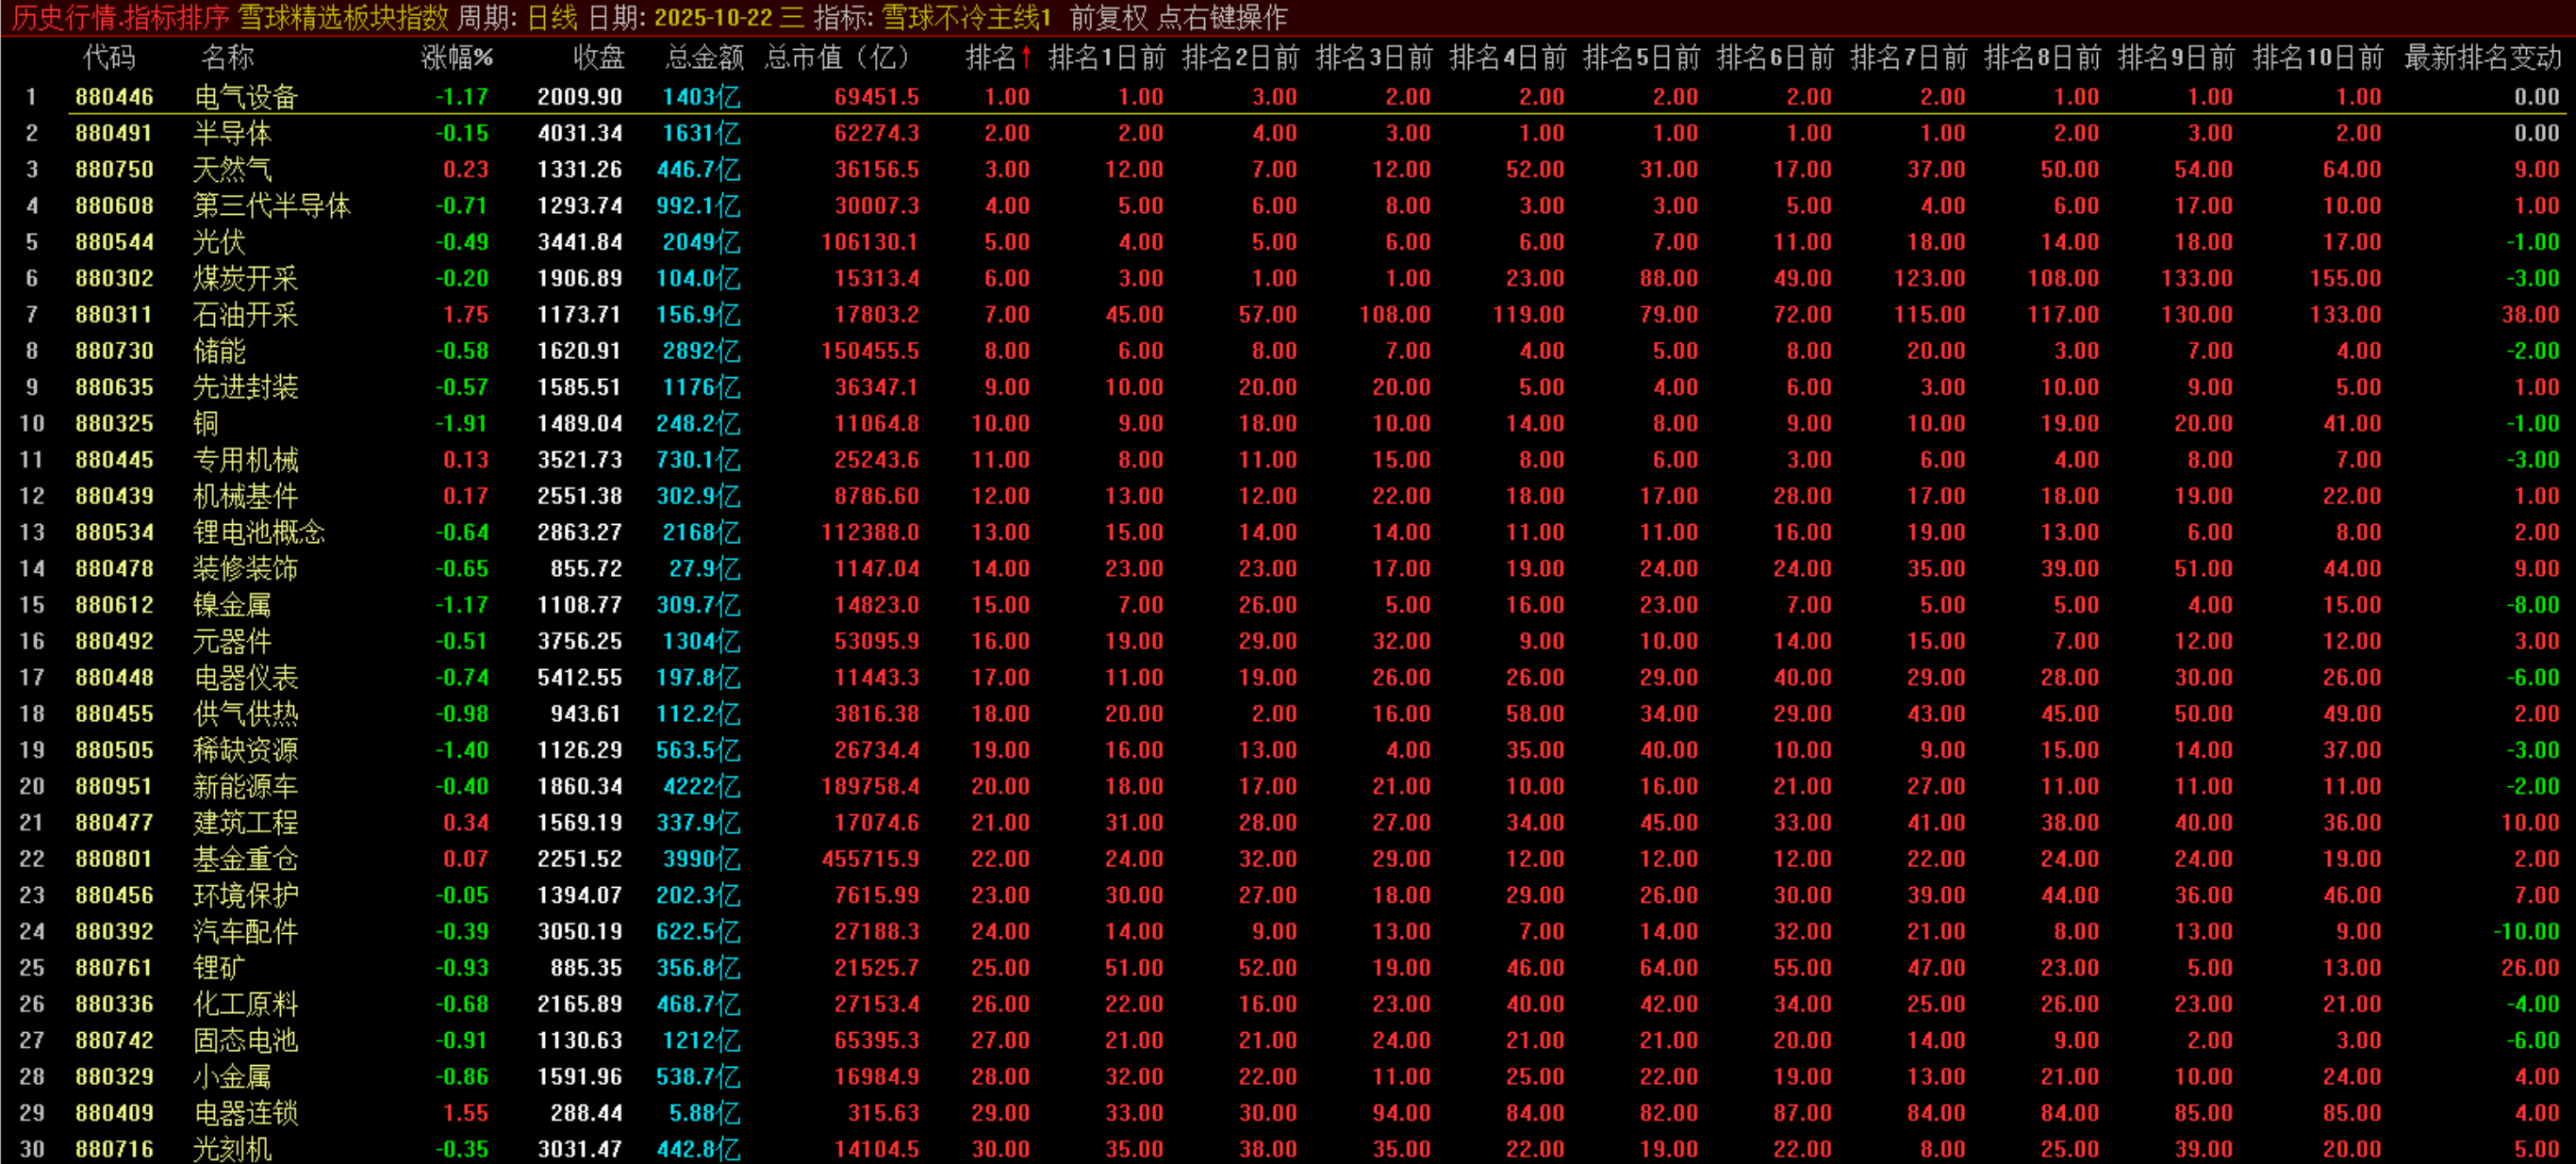 历史行情.指标排序 雪球精选板块指数 周期: 日线 日期: 2025-10-22 三 指标: 雪球不冷主线1 前复权 点右键操作
代码 名称 涨幅% 收盘 总金额 总市值（亿） 排名↑ 排名1日前 排名2日前 排名3日前 排名4日前 排名5日前 排名6日前 排名7日前 排名8日前 排名9日前 排名10日前 最新排名变动
1 880446 电气设备 -1.17 2009.90 1403亿 69451.5 1.00 1.00 3.00 2.00 2.00 2.00 2.00 2.00 1.00 1.00 1.00 0.00
2 880491 半导体 -0.15 4031.34 1631亿 62274.3 2.00 2.00 4.00 3.00 1.00 1.00 1.00 1.00 2.00 3.00 2.00 0.00
3 880750 天然气 0.23 1331.26 446.7亿 36156.5 3.00 12.00 7.00 12.00 52.00 31.00 17.00 37.00 50.00 54.00 64.00 9.00
4 880608 第三代半导体 -0.71 1293.74 992.1亿 30007.3 4.00 5.00 6.00 8.00 3.00 3.00 5.00 4.00 6.00 17.00 10.00 1.00
5 880544 光伏 -0.49 3441.84 2049亿 106130.1 5.00 4.00 5.00 6.00 6.00 7.00 11.00 18.00 14.00 18.00 17.00 -1.00
6 880302 煤炭开采 -0.20 1906.89 104.0亿 15313.4 6.00 3.00 1.00 1.00 23.00 88.00 49.00 123.00 108.00 133.00 155.00 -3.00
7 880311 石油开采 1.75 1173.71 156.9亿 17803.2 7.00 45.00 57.00 108.00 119.00 79.00 72.00 115.00 117.00 130.00 133.00 38.00
8 880730 储能 -0.58 1620.91 2892亿 150455.5 8.00 6.00 8.00 7.00 4.00 5.00 8.00 20.00 3.00 7.00 4.00 -2.00
9 880635 先进封装 -0.57 1585.51 1176亿 36347.1 9.00 10.00 20.00 20.00 5.00 4.00 6.00 3.00 10.00 9.00 5.00 1.00
10 880325 铜 -1.91 1489.04 248.2亿 11064.8 10.00 9.00 18.00 10.00 14.00 8.00 9.00 10.00 19.00 20.00 41.00 -1.00
11 880445 专用机械 0.13 3521.73 730.1亿 25243.6 11.00 8.00 11.00 15.00 8.00 6.00 3.00 6.00 4.00 8.00 7.00 -3.00
12 880439 机械基件 0.17 2551.38 302.9亿 8786.60 12.00 13.00 12.00 22.00 18.00 17.00 28.00 17.00 18.00 19.00 22.00 1.00
13 880534 锂电池概念 -0.64 2863.27 2168亿 112388.0 13.00 15.00 14.00 14.00 11.00 11.00 16.00 19.00 13.00 6.00 8.00 2.00
14 880478 装修装饰 -0.65 855.72 27.9亿 1147.04 14.00 23.00 23.00 17.00 19.00 24.00 24.00 35.00 39.00 51.00 44.00 9.00
15 880612 镍金属 -1.17 1108.77 309.7亿 14823.0 15.00 7.00 26.00 5.00 16.00 23.00 7.00 5.00 5.00 4.00 15.00 -8.00
16 880492 元器件 -0.51 3756.25 1304亿 53095.9 16.00 19.00 29.00 32.00 9.00 10.00 14.00 15.00 7.00 12.00 12.00 3.00
17 880448 电器仪表 -0.74 5412.55 197.8亿 11443.3 17.00 11.00 19.00 26.00 26.00 29.00 40.00 29.00 28.00 30.00 26.00 -6.00
18 880455 供气供热 -0.98 943.61 112.2亿 3816.38 18.00 20.00 2.00 16.00 58.00 34.00 29.00 43.00 45.00 50.00 49.00 2.00
19 880505 稀缺资源 -1.40 1126.29 563.5亿 26734.4 19.00 16.00 13.00 4.00 35.00 40.00 10.00 9.00 15.00 14.00 37.00 -3.00
20 880951 新能源车 -0.40 1860.34 4222亿 189758.4 20.00 18.00 17.00 21.00 10.00 16.00 21.00 27.00 11.00 11.00 11.00 -2.00
21 880477 建筑工程 0.34 1569.19 337.9亿 17074.6 21.00 31.00 28.00 27.00 34.00 45.00 33.00 41.00 38.00 40.00 36.00 10.00
22 880801 基金重仓 0.07 2251.52 3990亿 455715.9 22.00 24.00 32.00 29.00 12.00 12.00 12.00 22.00 24.00 24.00 19.00 2.00
23 880456 环境保护 -0.05 1394.07 202.3亿 7615.99 23.00 30.00 27.00 18.00 29.00 26.00 30.00 39.00 44.00 36.00 46.00 7.00
24 880392 汽车配件 -0.39 3050.19 622.5亿 27188.3 24.00 14.00 9.00 13.00 7.00 14.00 32.00 21.00 8.00 13.00 9.00 -10.00
25 880761 锂矿 -0.93 885.35 356.8亿 21525.7 25.00 51.00 52.00 19.00 46.00 64.00 55.00 47.00 23.00 5.00 13.00 26.00
26 880336 化工原料 -0.68 2165.89 468.7亿 27153.4 26.00 22.00 16.00 23.00 40.00 42.00 34.00 25.00 26.00 23.00 21.00 -4.00
27 880742 固态电池 -0.91 1130.63 1212亿 65395.3 27.00 21.00 21.00 24.00 21.00 21.00 20.00 14.00 9.00 2.00 3.00 -6.00
28 880329 小金属 -0.86 1591.96 538.7亿 16984.9 28.00 32.00 22.00 11.00 25.00 22.00 19.00 13.00 21.00 10.00 24.00 4.00
29 880409 电器连锁 1.55 288.44 5.88亿 315.63 29.00 33.00 30.00 94.00 84.00 82.00 87.00 84.00 84.00 85.00 85.00 4.00
30 880716 光刻机 -0.35 3031.47 442.8亿 14104.5 30.00 35.00 38.00 35.00 22.00 19.00 22.00 8.00 25.00 39.00 20.00 5.00